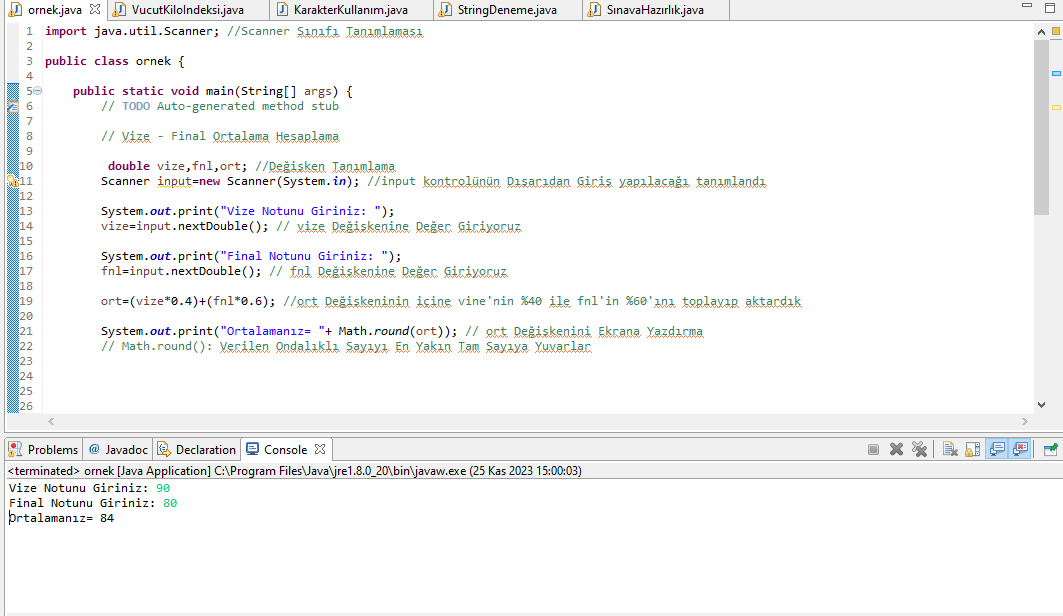 ornek.java VucutKiloIndeksi.java KarakterKullanım.java StringDeneme.java SınavaHazırlık.java
1 import java.util.Scanner; //Scanner Sınıfı Tanımlaması
2
3 public class ornek {
4
5 public static void main(String[] args) {
6 // TODO Auto-generated method stub
7
8 // Vize - Final Ortalama Hesaplama
9
10 double vize,fnl,ort; //Değişken Tanımlama
11 Scanner input=new Scanner(System.in); //input kontrolünün Dışarıdan Giriş yapılacağı tanımlandı
12
13 System.out.print("Vize Notunu Giriniz: ");
14 vize=input.nextDouble(); // vize Değişkenine Değer Giriyoruz
15
16 System.out.print("Final Notunu Giriniz: ");
17 fnl=input.nextDouble(); // fnl Değişkenine Değer Giriyoruz
18
19 ort=(vize*0.4)+(fnl*0.6); //ort Değişkeninin içine vine'nin %40 ile fnl'in %60'ını toplayıp aktardık
20
21 System.out.print("Ortalamanız= "+ Math.round(ort)); // ort Değişkenini Ekrana Yazdırma
22 // Math.round(): Verilen Ondalıklı Sayıyı En Yakın Tam Sayıya Yuvarlar
23
24
25
26
Problems @ Javadoc Declaration Console
<terminated> ornek [Java Application] C:\Program Files\Java\jre1.8.0_20\bin\javaw.exe (25 Kas 2023 15:00:03)
Vize Notunu Giriniz: 90
Final Notunu Giriniz: 80
Ortalamanız= 84